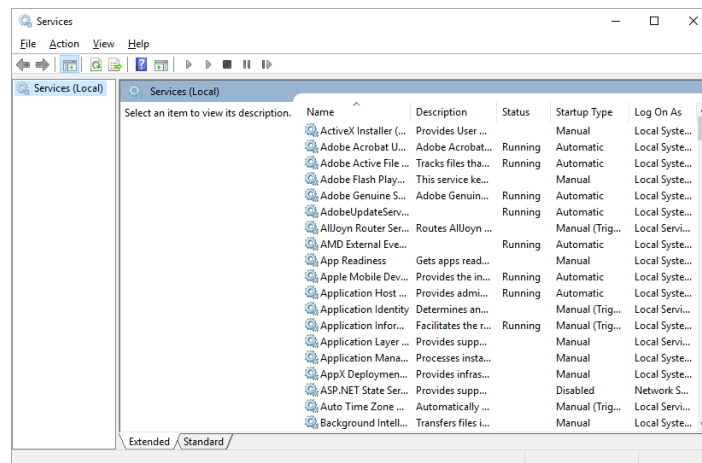 Services
File Action View Help
Services (Local)
Services (Local)
Select an item to view its description.
Name Description Status Startup Type Log On As
ActiveX Installer (... Provides User ... Manual Local Syste...
Adobe Acrobat U... Adobe Acrobat... Running Automatic Local Syste...
Adobe Active File ... Tracks files tha... Running Automatic Local Syste...
Adobe Flash Play... This service ke... Manual Local Syste...
Adobe Genuine S... Adobe Genuin... Running Automatic Local Syste...
AdobeUpdateServ... Running Automatic Local Syste...
AllJoyn Router Ser... Routes AllJoyn ... Manual (Trig... Local Servi...
AMD External Eve... Running Automatic Local Syste...
App Readiness Gets apps read... Manual Local Syste...
Apple Mobile Dev... Provides the in... Running Automatic Local Syste...
Application Host ... Provides admi... Running Automatic Local Syste...
Application Identity Determines an... Manual (Trig... Local Servi...
Application Infor... Facilitates the r... Running Manual (Trig... Local Syste...
Application Layer ... Provides supp... Manual Local Servi...
Application Mana... Processes insta... Manual Local Syste...
AppX Deploymen... Provides infras... Manual Local Syste...
ASP.NET State Ser... Provides supp... Disabled Network S...
Auto Time Zone ... Automatically ... Manual (Trig... Local Servi...
Background Intell... Transfers files i... Manual Local Syste...
Extended Standard